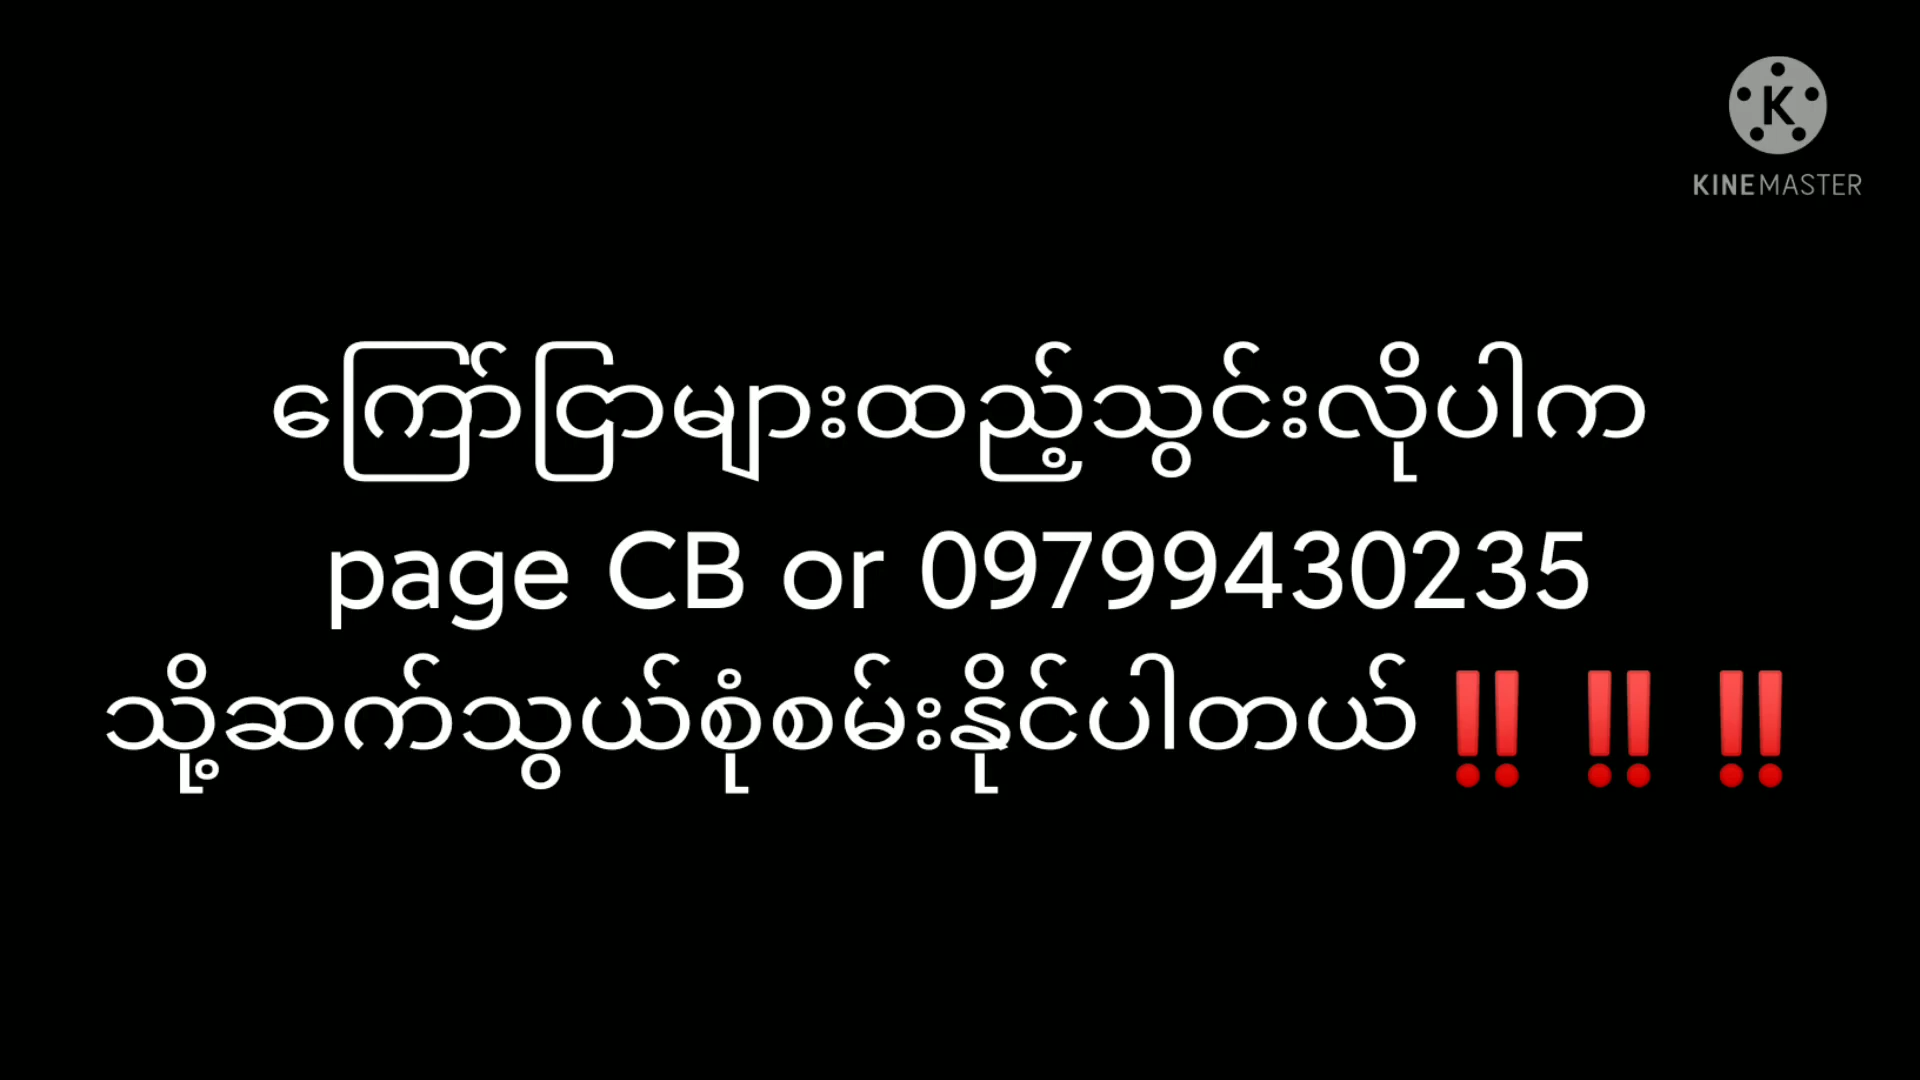 K
KINEMASTER
ကြော်ငြာများထည့်သွင်းလိုပါက
page CB or 09799430235
သို့ဆက်သွယ်စုံစမ်းနိုင်ပါတယ်‼️ ‼️ ‼️